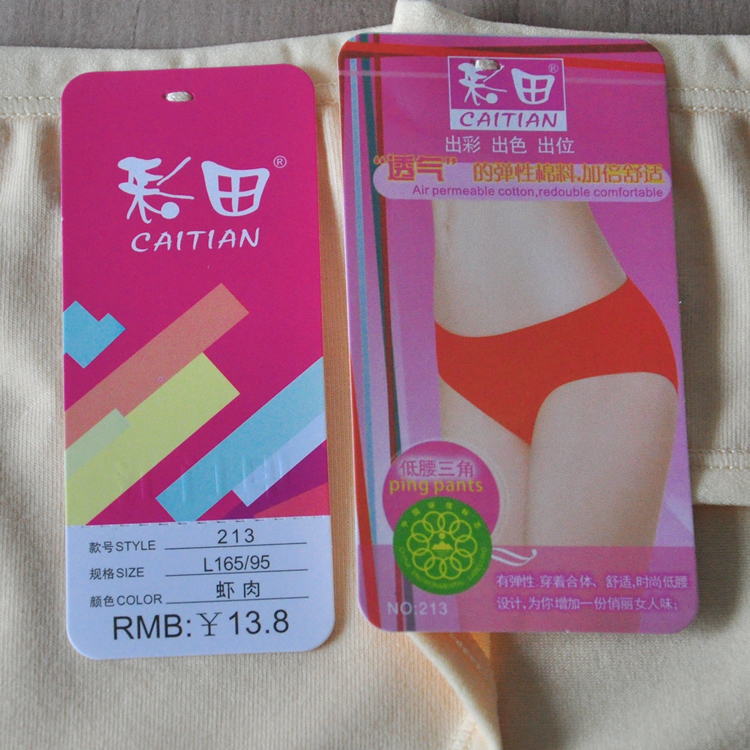 彩田®
CAITIAN
款号STYLE 213
规格SIZE L165/95
颜色COLOR 虾肉
RMB:¥13.8
彩田®
CAITIAN
出彩 出色 出位
“透气”的弹性棉料,加倍舒适
Air permeable cotton,redouble comfortable
低腰三角
ping pants
有弹性.穿着合体、舒适,时尚低腰
设计,为你增加一份俏丽女人味;
NO:213